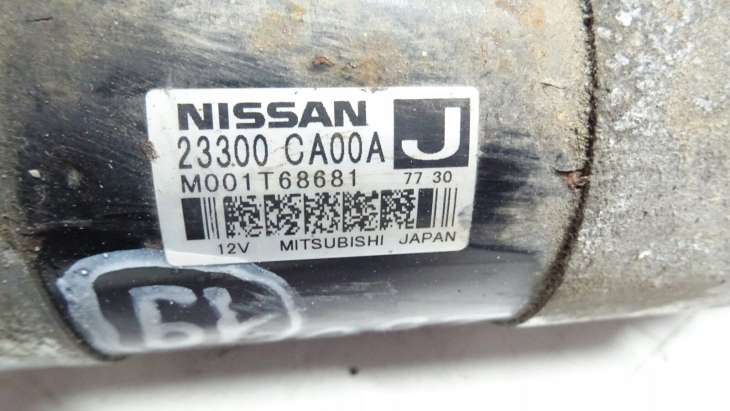 NISSAN
23300 CA00A J
M001T68681 77 30
12V MITSUBISHI JAPAN